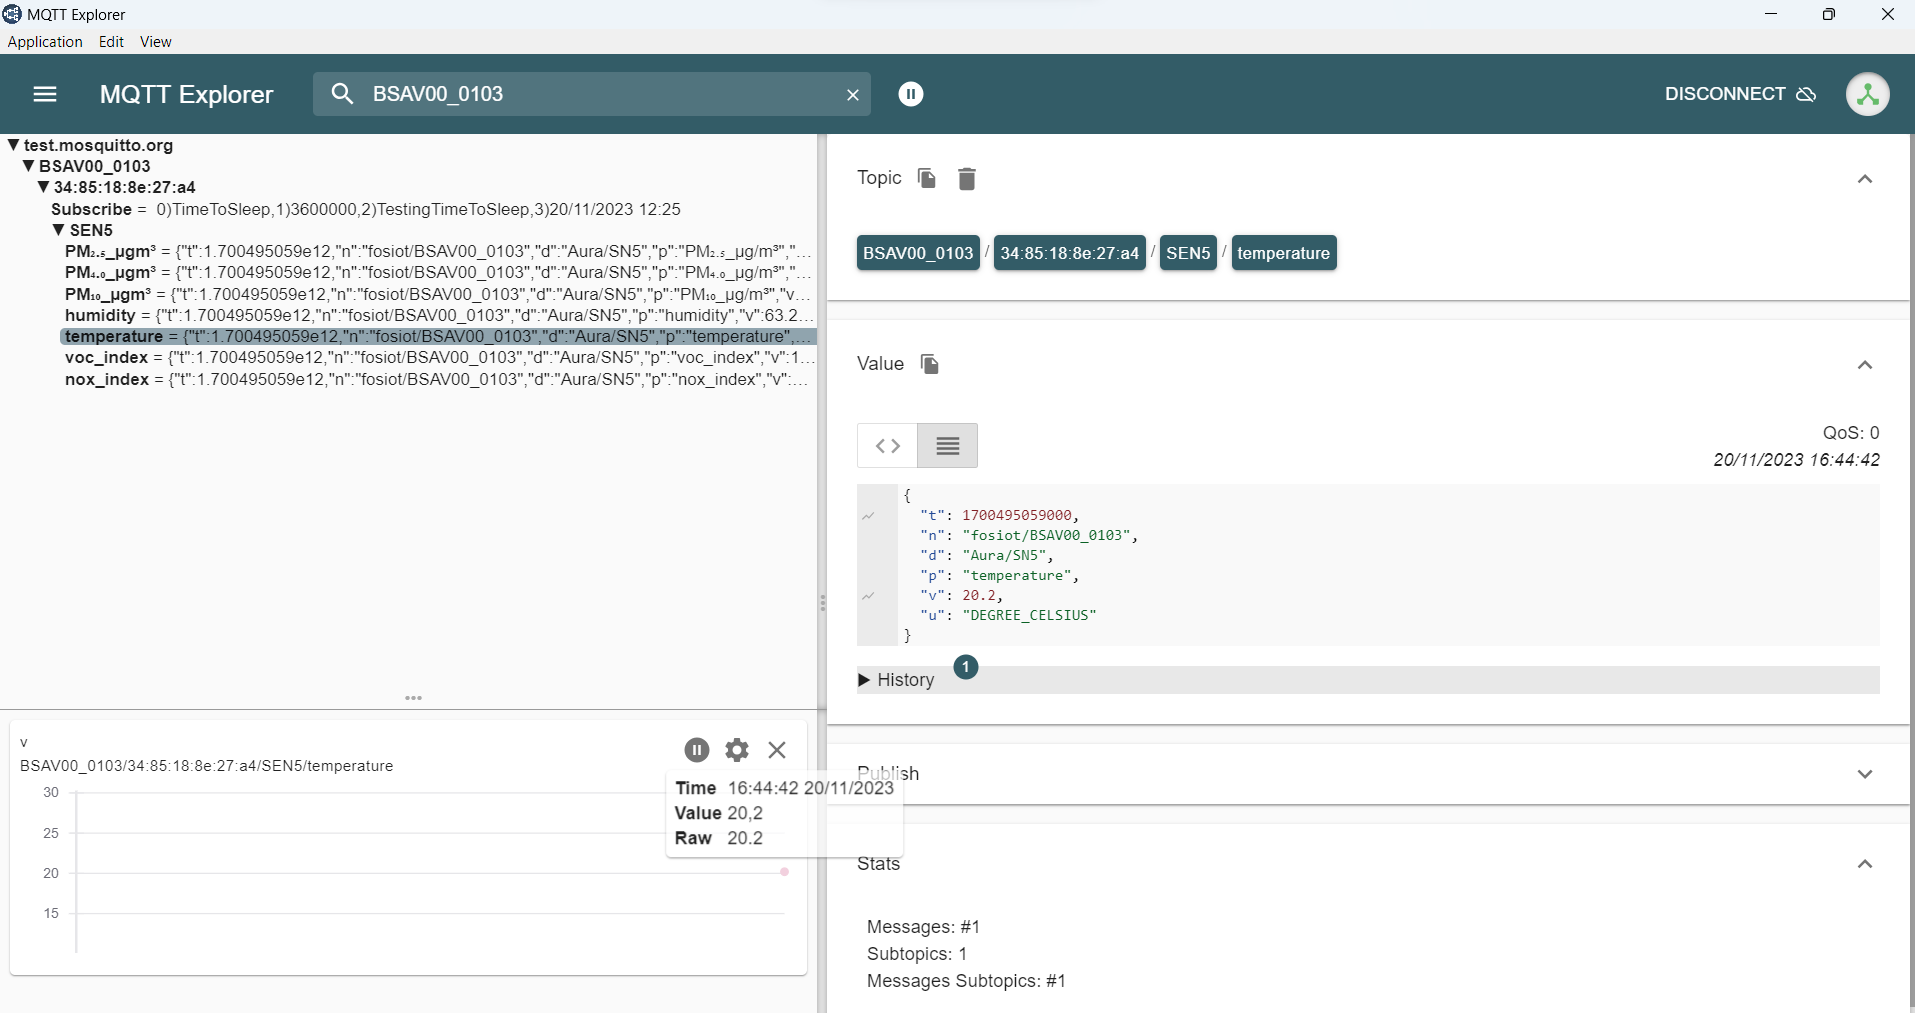 MQTT Explorer
Application Edit View
MQTT Explorer
BSAV00_0103
DISCONNECT
▼ test.mosquitto.org
▼ BSAV00_0103
▼ 34:85:18:8e:27:a4
Subscribe = 0)TimeToSleep,1)3600000,2)TestingTimeToSleep,3)20/11/2023 12:25
▼ SEN5
PM₂.₅_µgm³ = {"t":1.700495059e12,"n":"fosiot/BSAV00_0103","d":"Aura/SN5","p":"PM₂.₅_µg/m³","...
PM₄.₀_µgm³ = {"t":1.700495059e12,"n":"fosiot/BSAV00_0103","d":"Aura/SN5","p":"PM₄.₀_µg/m³","...
PM₁₀_µgm³ = {"t":1.700495059e12,"n":"fosiot/BSAV00_0103","d":"Aura/SN5","p":"PM₁₀_µg/m³","v...
humidity = {"t":1.700495059e12,"n":"fosiot/BSAV00_0103","d":"Aura/SN5","p":"humidity","v":63.2...
temperature = {"t":1.700495059e12,"n":"fosiot/BSAV00_0103","d":"Aura/SN5","p":"temperature",...
voc_index = {"t":1.700495059e12,"n":"fosiot/BSAV00_0103","d":"Aura/SN5","p":"voc_index","v":1...
nox_index = {"t":1.700495059e12,"n":"fosiot/BSAV00_0103","d":"Aura/SN5","p":"nox_index","v":...
v
BSAV00_0103/34:85:18:8e:27:a4/SEN5/temperature
30
25
20
15
Time 16:44:42 20/11/2023
Value 20,2
Raw 20.2
Topic
BSAV00_0103 / 34:85:18:8e:27:a4 / SEN5 / temperature
Value
QoS: 0
20/11/2023 16:44:42
{
"t": 1700495059000,
"n": "fosiot/BSAV00_0103",
"d": "Aura/SN5",
"p": "temperature",
"v": 20.2,
"u": "DEGREE_CELSIUS"
}
▶ History 1
Publish
Stats
Messages: #1
Subtopics: 1
Messages Subtopics: #1